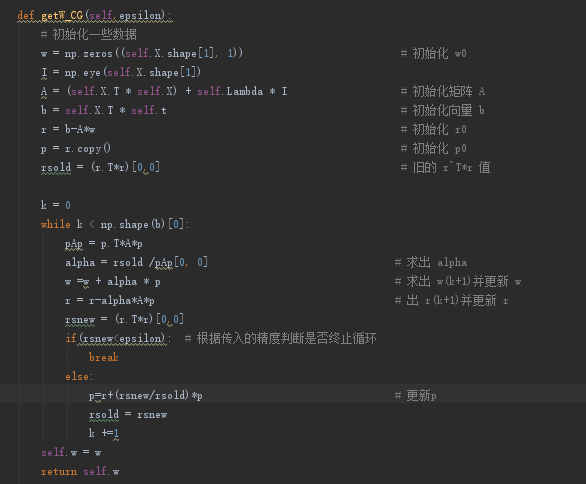 def getW_CG(self,epsilon):
# 初始化一些数据
w = np.zeros((self.X.shape[1], 1)) # 初始化 w0
I = np.eye(self.X.shape[1])
A = (self.X.T * self.X) + self.Lambda * I # 初始化矩阵 A
b = self.X.T * self.t # 初始化向量 b
r = b-A*w # 初始化 r0
p = r.copy() # 初始化 p0
rsold = (r.T*r)[0,0] # 旧的 r^T*r 值
k = 0
while k < np.shape(b)[0]:
pAp = p.T*A*p
alpha = rsold /pAp[0, 0] # 求出 alpha
w =w + alpha * p # 求出 w(k+1)并更新 w
r = r-alpha*A*p # 出 r(k+1)并更新 r
rsnew = (r.T*r)[0,0]
if(rsnew<epsilon): # 根据传入的精度判断是否终止循环
break
else:
p=r+(rsnew/rsold)*p # 更新p
rsold = rsnew
k +=1
self.w = w
return self.w